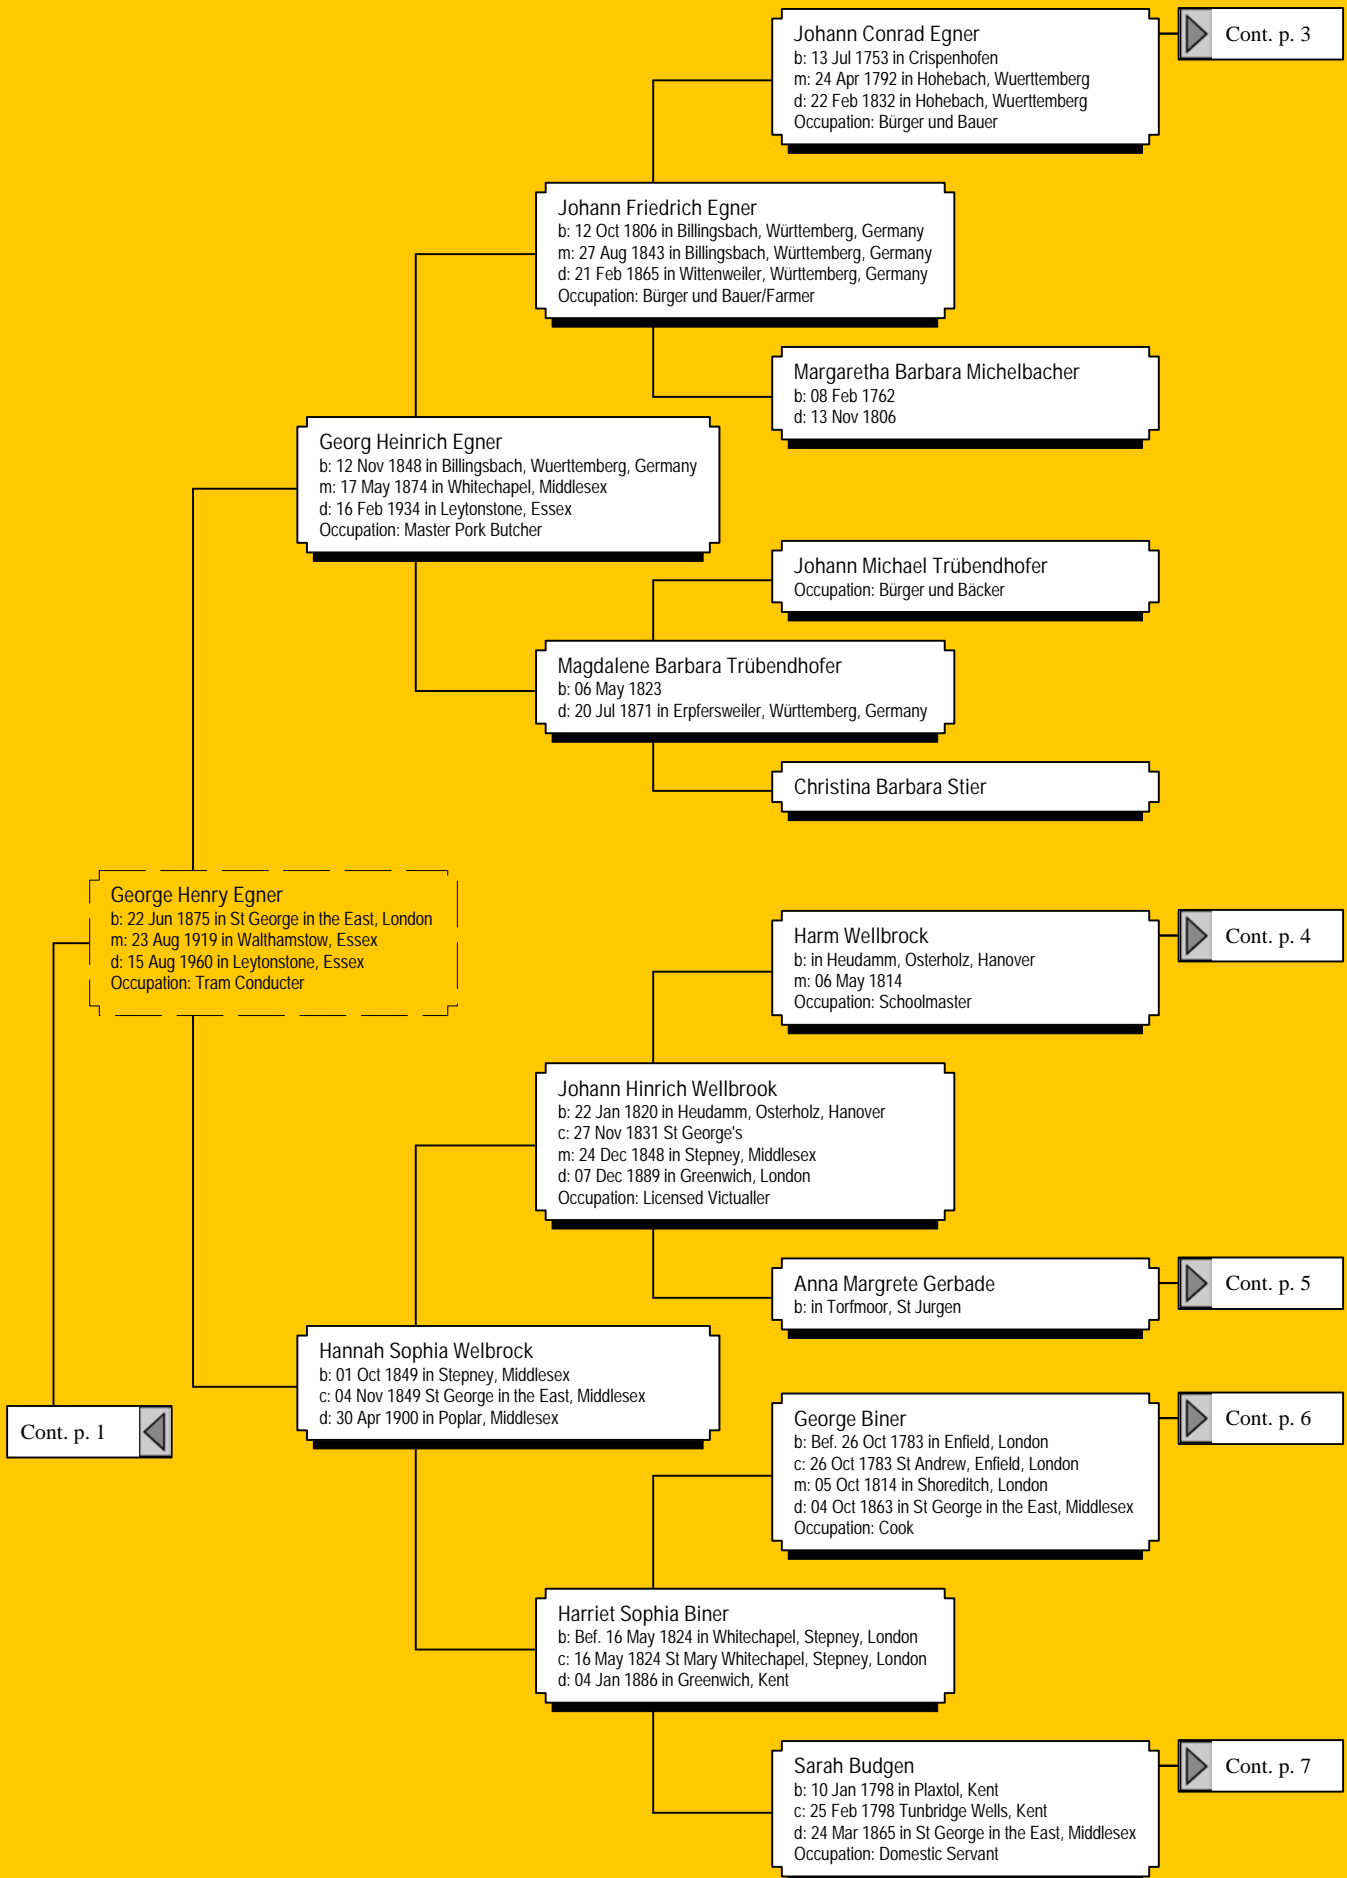 Johann Conrad Egner
b: 13 Jul 1753 in Crispenhofen
m: 24 Apr 1792 in Hohebach, Wuerttemberg
d: 22 Feb 1832 in Hohebach, Wuerttemberg
Occupation: Bürger und Bauer
Cont. p. 3
Johann Friedrich Egner
b: 12 Oct 1806 in Billingsbach, Württemberg, Germany
m: 27 Aug 1843 in Billingsbach, Württemberg, Germany
d: 21 Feb 1865 in Wittenweiler, Württemberg, Germany
Occupation: Bürger und Bauer/Farmer
Margaretha Barbara Michelbacher
b: 08 Feb 1762
d: 13 Nov 1806
Georg Heinrich Egner
b: 12 Nov 1848 in Billingsbach, Wuerttemberg, Germany
m: 17 May 1874 in Whitechapel, Middlesex
d: 16 Feb 1934 in Leytonstone, Essex
Occupation: Master Pork Butcher
Johann Michael Trübendhofer
Occupation: Bürger und Bäcker
Magdalene Barbara Trübendhofer
b: 06 May 1823
d: 20 Jul 1871 in Erpfersweiler, Württemberg, Germany
Christina Barbara Stier
George Henry Egner
b: 22 Jun 1875 in St George in the East, London
m: 23 Aug 1919 in Walthamstow, Essex
d: 15 Aug 1960 in Leytonstone, Essex
Occupation: Tram Conducter
Harm Wellbrock
b: in Heudamm, Osterholz, Hanover
m: 06 May 1814
Occupation: Schoolmaster
Cont. p. 4
Johann Hinrich Wellbrook
b: 22 Jan 1820 in Heudamm, Osterholz, Hanover
c: 27 Nov 1831 St George's
m: 24 Dec 1848 in Stepney, Middlesex
d: 07 Dec 1889 in Greenwich, London
Occupation: Licensed Victualler
Anna Margrete Gerbade
b: in Torfmoor, St Jurgen
Cont. p. 5
Hannah Sophia Welbrock
b: 01 Oct 1849 in Stepney, Middlesex
c: 04 Nov 1849 St George in the East, Middlesex
d: 30 Apr 1900 in Poplar, Middlesex
Cont. p. 1
George Biner
b: Bef. 26 Oct 1783 in Enfield, London
c: 26 Oct 1783 St Andrew, Enfield, London
m: 05 Oct 1814 in Shoreditch, London
d: 04 Oct 1863 in St George in the East, Middlesex
Occupation: Cook
Cont. p. 6
Harriet Sophia Biner
b: Bef. 16 May 1824 in Whitechapel, Stepney, London
c: 16 May 1824 St Mary Whitechapel, Stepney, London
d: 04 Jan 1886 in Greenwich, Kent
Sarah Budgen
b: 10 Jan 1798 in Plaxtol, Kent
c: 25 Feb 1798 Tunbridge Wells, Kent
d: 24 Mar 1865 in St George in the East, Middlesex
Occupation: Domestic Servant
Cont. p. 7